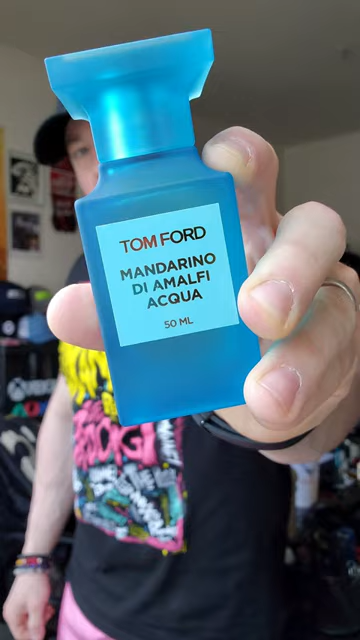 TOM FORD
MANDARINO
DI AMALFI
ACQUA
50 ML